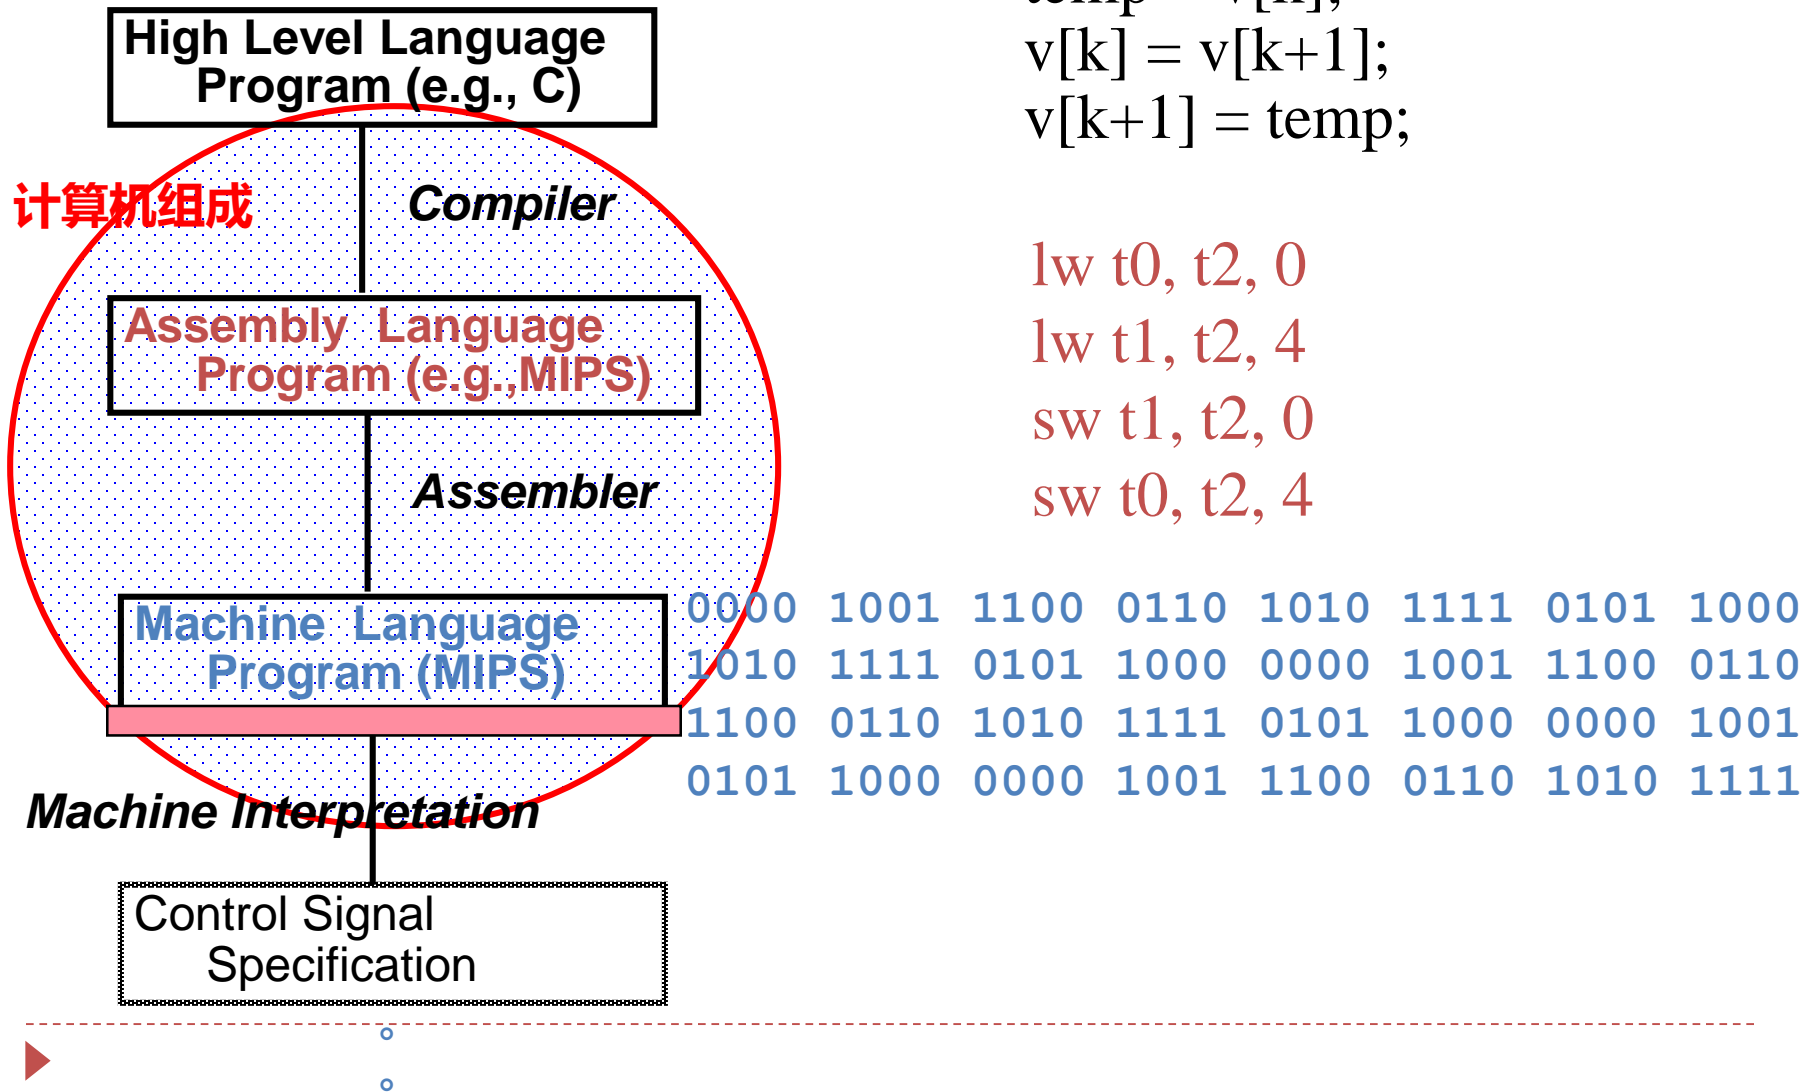 High Level Language
Program (e.g., C)
计算机组成
Compiler
Assembly Language
Program (e.g.,MIPS)
Assembler
Machine Language
Program (MIPS)
Machine Interpretation
Control Signal
Specification
v[k] = v[k+1];
v[k+1] = temp;
lw t0, t2, 0
lw t1, t2, 4
sw t1, t2, 0
sw t0, t2, 4
0000 1001 1100 0110 1010 1111 0101 1000
1010 1111 0101 1000 0000 1001 1100 0110
1100 0110 1010 1111 0101 1000 0000 1001
0101 1000 0000 1001 1100 0110 1010 1111